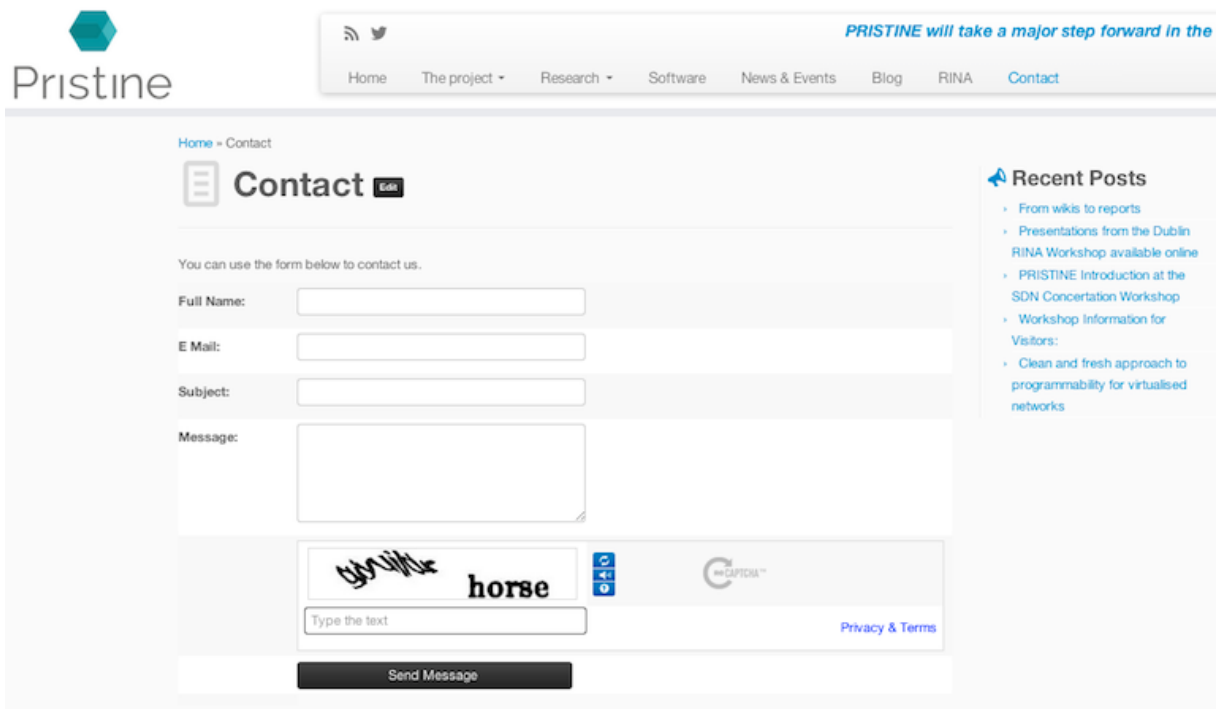 Pristine
PRISTINE will take a major step forward in the
Home The project Research Software News & Events Blog RINA Contact
Home » Contact
Contact Edit
You can use the form below to contact us.
Full Name:
E Mail:
Subject:
Message:
horse
reCAPTCHA™
Type the text
Privacy & Terms
Send Message
Recent Posts
From wikis to reports
Presentations from the Dublin
RINA Workshop available online
PRISTINE Introduction at the
SDN Concertation Workshop
Workshop Information for
Visitors:
Clean and fresh approach to
programmability for virtualised
networks